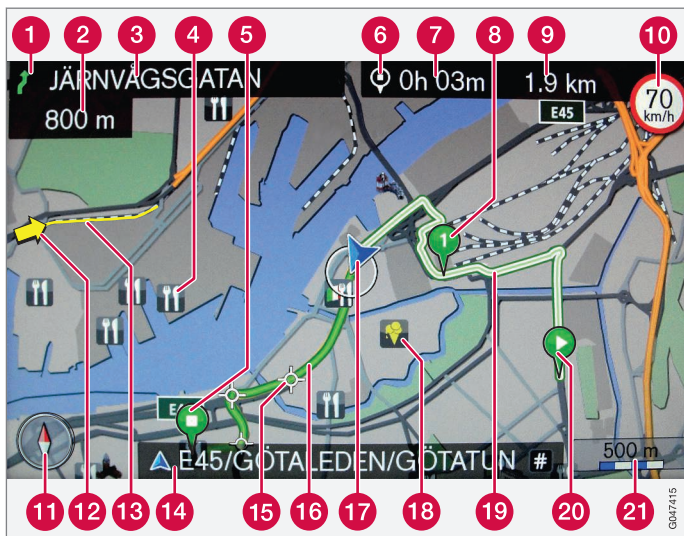 1 2 3 4 5 6 7 8 9 10
JÄRNVÅGSGATAN
0h 03m
1.9 km
800 m
E45
70
km/h
1
E
E45/GÖTALEDEN/GÖTATUN #
500 m
11 12 13 14 15 16 17 18 19 20 21
G047415